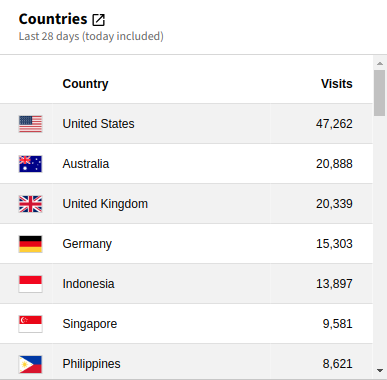 Countries
Last 28 days (today included)
Country Visits
United States 47,262
Australia 20,888
United Kingdom 20,339
Germany 15,303
Indonesia 13,897
Singapore 9,581
Philippines 8,621